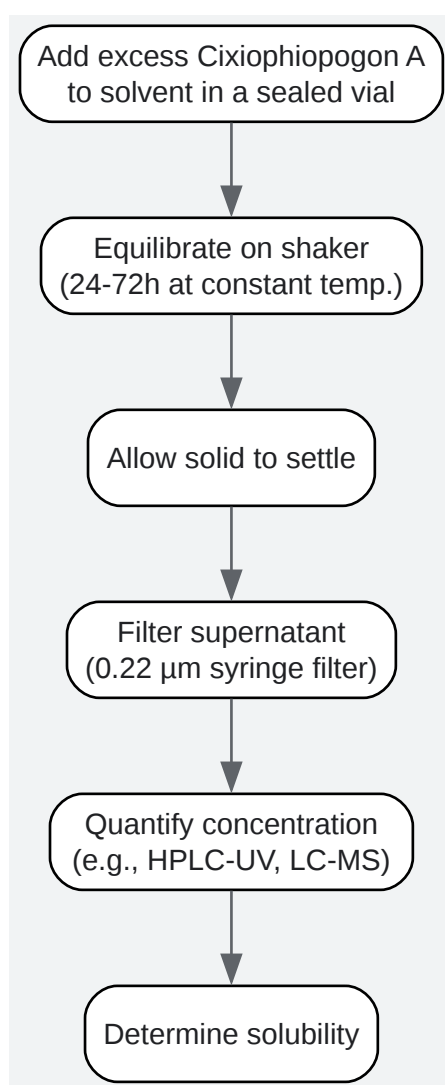 Add excess Cixiophiopogon A
to solvent in a sealed vial
Equilibrate on shaker
(24-72h at constant temp.)
Allow solid to settle
Filter supernatant
(0.22 µm syringe filter)
Quantify concentration
(e.g., HPLC-UV, LC-MS)
Determine solubility